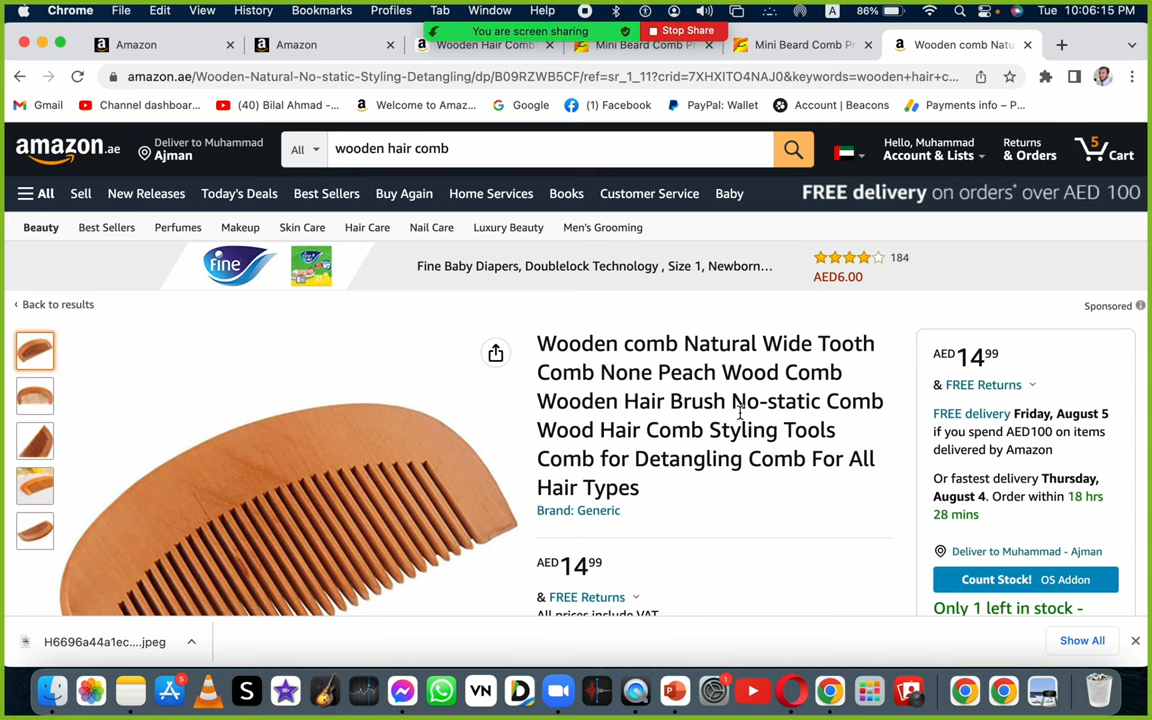 Chrome File Edit View History Bookmarks Profiles Tab Window Help A 86% Tue 10:06:15 PM
You are screen sharing Stop Share
Amazon Amazon Wooden Hair Comb Mini Beard Comb Pr Mini Beard Comb Pr Wooden comb Natu
amazon.ae/Wooden-Natural-No-static-Styling-Detangling/dp/B09RZWB5CF/ref=sr_1_11?crid=7XHXITO4NAJ0&keywords=wooden+hair+c...
Gmail Channel dashboar... (40) Bilal Ahmad -... Welcome to Amaz... Google (1) Facebook PayPal: Wallet Account | Beacons Payments info – P...
amazon.ae Deliver to Muhammad Ajman All wooden hair comb Hello, Muhammad Account & Lists Returns & Orders 5 Cart
All Sell New Releases Today's Deals Best Sellers Buy Again Home Services Books Customer Service Baby FREE delivery on orders* over AED 100
Beauty Best Sellers Perfumes Makeup Skin Care Hair Care Nail Care Luxury Beauty Men's Grooming
Fine Fine Baby Diapers, Doublelock Technology , Size 1, Newborn... 184
AED6.00
‹ Back to results Sponsored
Wooden comb Natural Wide Tooth
Comb None Peach Wood Comb
Wooden Hair Brush No-static Comb
Wood Hair Comb Styling Tools
Comb for Detangling Comb For All
Hair Types
Brand: Generic
AED14 99
& FREE Returns
All prices include VAT.
AED14 99
& FREE Returns
FREE delivery Friday, August 5
if you spend AED100 on items
delivered by Amazon
Or fastest delivery Thursday,
August 4. Order within 18 hrs
28 mins
Deliver to Muhammad - Ajman
Count Stock! OS Addon
Only 1 left in stock -
H6696a44a1ec....jpeg Show All
5 S VN D 1